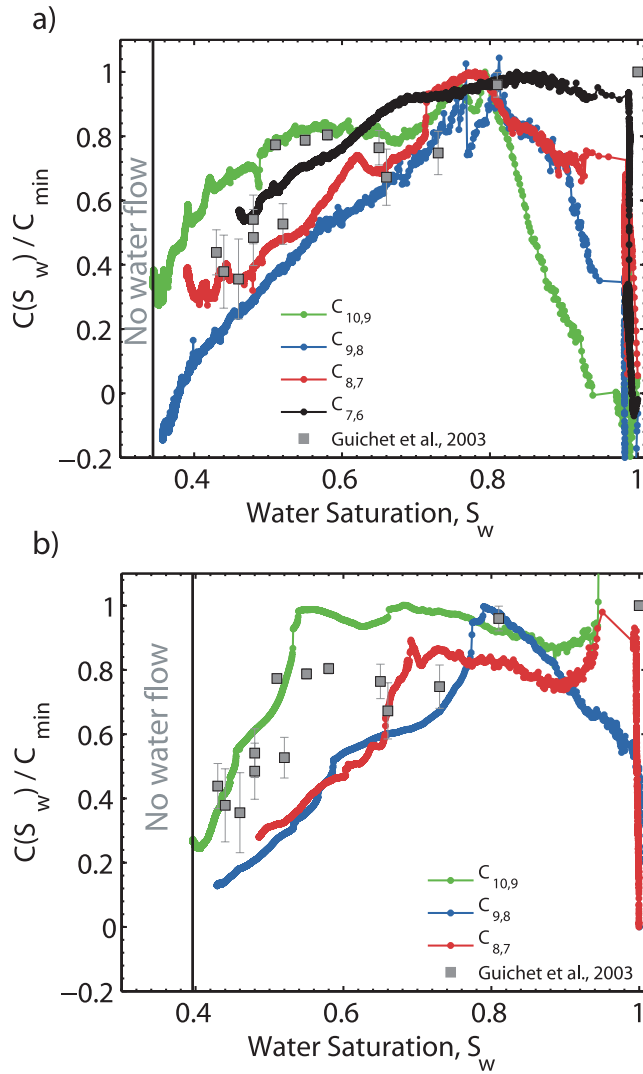 a)
C(S_w) / C_min
1
0.8
0.6
0.4
0.2
0
−0.2
No water flow
C_10,9
C_9,8
C_8,7
C_7,6
Guichet et al., 2003
0.4
0.6
0.8
1
Water Saturation, S_w
b)
C(S_w) / C_min
1
0.8
0.6
0.4
0.2
0
−0.2
No water flow
C_10,9
C_9,8
C_8,7
Guichet et al., 2003
0.4
0.6
0.8
1
Water Saturation, S_w